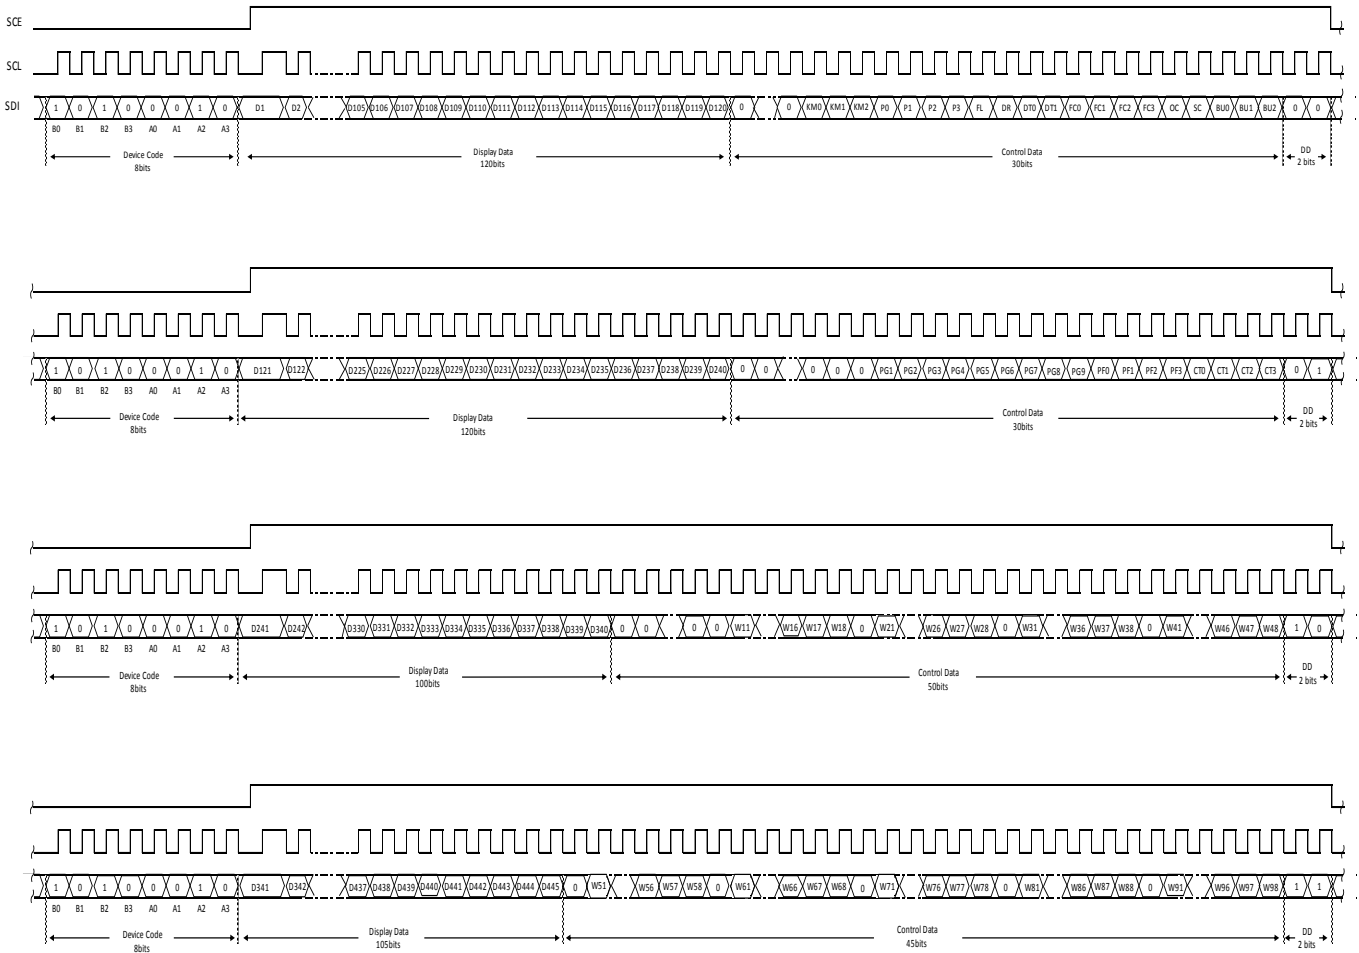 SCE
SCL
SDI 1 0 1 0 0 0 1 0 D1 D2 D105 D106 D107 D108 D109 D110 D111 D112 D113 D114 D115 D116 D117 D118 D119 D120 0 0 KM0 KM1 KM2 P0 P1 P2 P3 FL DR DT0 DT1 FC0 FC1 FC2 FC3 OC SC BU0 BU1 BU2 0 0
B0 B1 B2 B3 A0 A1 A2 A3
Device Code Display Data Control Data DD
8bits 120bits 30bits 2 bits
1 0 1 0 0 0 1 0 D121 D122 D225 D226 D227 D228 D229 D230 D231 D232 D233 D234 D235 D236 D237 D238 D239 D240 0 0 0 0 0 PG1 PG2 PG3 PG4 PG5 PG6 PG7 PG8 PG9 PF0 PF1 PF2 PF3 CT0 CT1 CT2 CT3 0 1
B0 B1 B2 B3 A0 A1 A2 A3
Device Code Display Data Control Data DD
8bits 120bits 30bits 2 bits
1 0 1 0 0 0 1 0 D241 D242 D330 D331 D332 D333 D334 D335 D336 D337 D338 D339 D340 0 0 0 0 W11 W16 W17 W18 0 W21 W26 W27 W28 0 W31 W36 W37 W38 0 W41 W46 W47 W48 1 0
B0 B1 B2 B3 A0 A1 A2 A3
Device Code Display Data Control Data DD
8bits 100bits 50bits 2 bits
1 0 1 0 0 0 1 0 D341 D342 D437 D438 D439 D440 D441 D442 D443 D444 D445 0 W51 W56 W57 W58 0 W61 W66 W67 W68 0 W71 W76 W77 W78 0 W81 W86 W87 W88 0 W91 W96 W97 W98 1 1
B0 B1 B2 B3 A0 A1 A2 A3
Device Code Display Data Control Data DD
8bits 105bits 45bits 2 bits